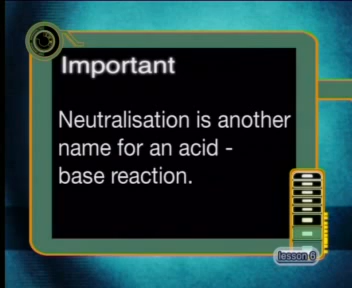 Important
Neutralisation is another
name for an acid -
base reaction.
lesson 6